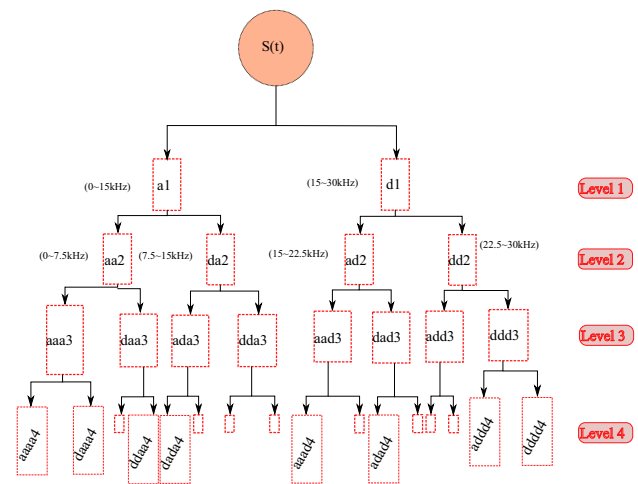 S(t)
(0~15kHz)
a1
(15~30kHz)
d1
Level 1
(0~7.5kHz)
aa2
(7.5~15kHz)
da2
(15~22.5kHz)
ad2
dd2
(22.5~30kHz)
Level 2
aaa3
daa3
ada3
dda3
aad3
dad3
add3
ddd3
Level 3
aaaa4
daaa4
ddaa4
dada4
aaad4
adad4
addd4
dddd4
Level 4